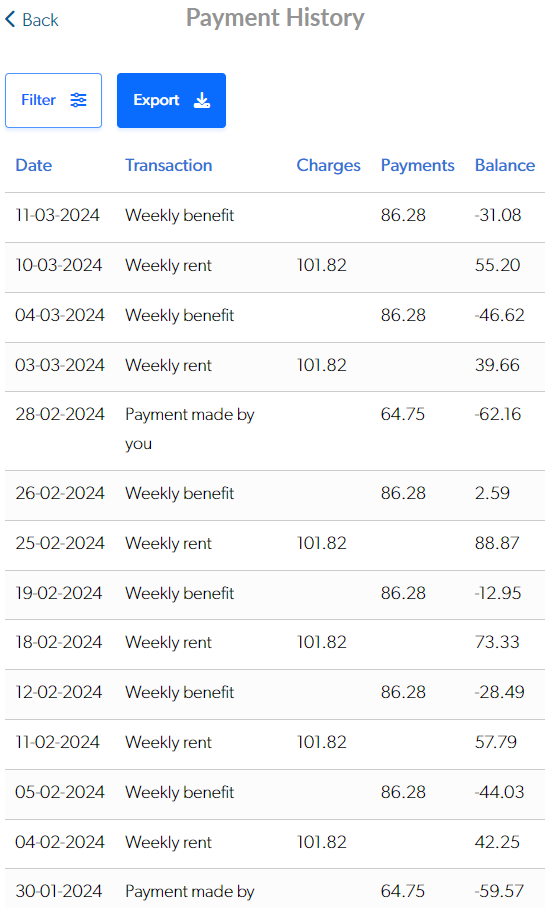 Back
Payment History
Filter
Export
Date Transaction Charges Payments Balance
11-03-2024 Weekly benefit 86.28 -31.08
10-03-2024 Weekly rent 101.82 55.20
04-03-2024 Weekly benefit 86.28 -46.62
03-03-2024 Weekly rent 101.82 39.66
28-02-2024 Payment made by 64.75 -62.16
you
26-02-2024 Weekly benefit 86.28 2.59
25-02-2024 Weekly rent 101.82 88.87
19-02-2024 Weekly benefit 86.28 -12.95
18-02-2024 Weekly rent 101.82 73.33
12-02-2024 Weekly benefit 86.28 -28.49
11-02-2024 Weekly rent 101.82 57.79
05-02-2024 Weekly benefit 86.28 -44.03
04-02-2024 Weekly rent 101.82 42.25
30-01-2024 Payment made by 64.75 -59.57